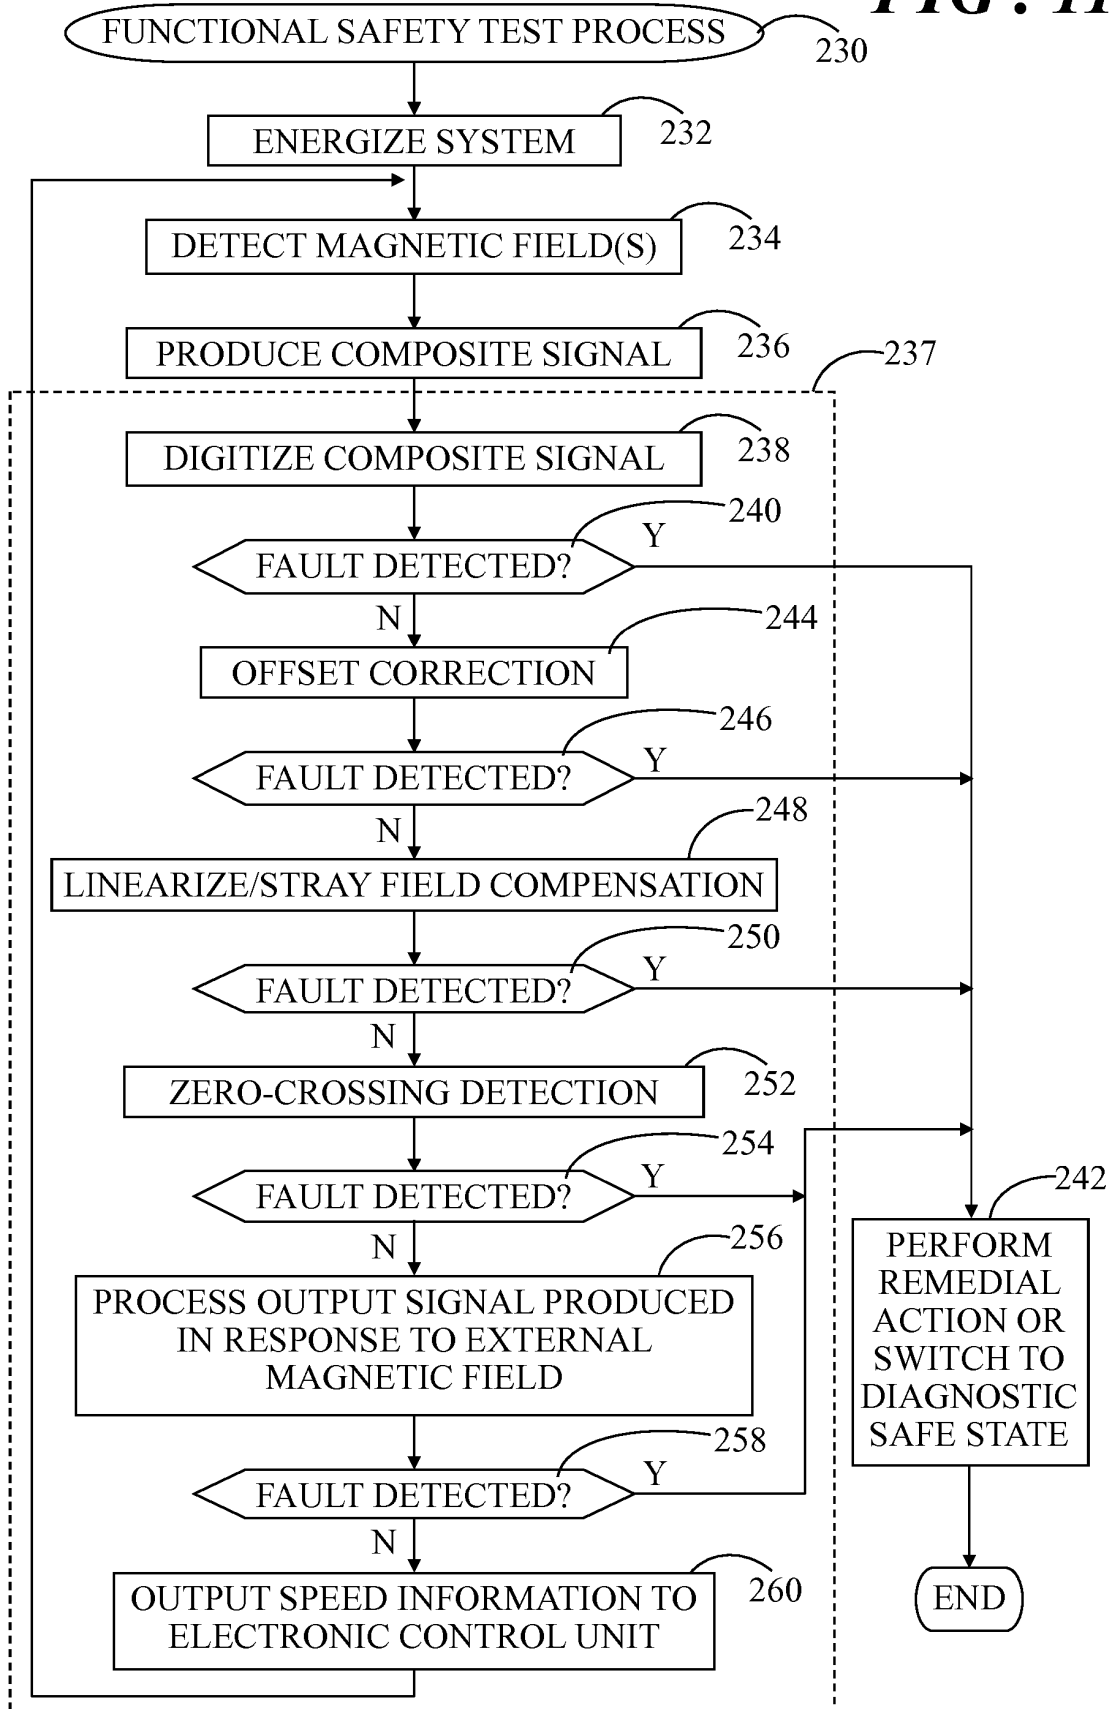 FIG. 11
FUNCTIONAL SAFETY TEST PROCESS
230
ENERGIZE SYSTEM
232
DETECT MAGNETIC FIELD(S)
234
PRODUCE COMPOSITE SIGNAL
236
237
DIGITIZE COMPOSITE SIGNAL
238
240
FAULT DETECTED?
Y
N
244
OFFSET CORRECTION
246
FAULT DETECTED?
Y
N
248
LINEARIZE/STRAY FIELD COMPENSATION
250
FAULT DETECTED?
Y
N
ZERO-CROSSING DETECTION
252
254
FAULT DETECTED?
Y
N
256
PROCESS OUTPUT SIGNAL PRODUCED
IN RESPONSE TO EXTERNAL
MAGNETIC FIELD
258
FAULT DETECTED?
Y
N
260
OUTPUT SPEED INFORMATION TO
ELECTRONIC CONTROL UNIT
242
PERFORM
REMEDIAL
ACTION OR
SWITCH TO
DIAGNOSTIC
SAFE STATE
END